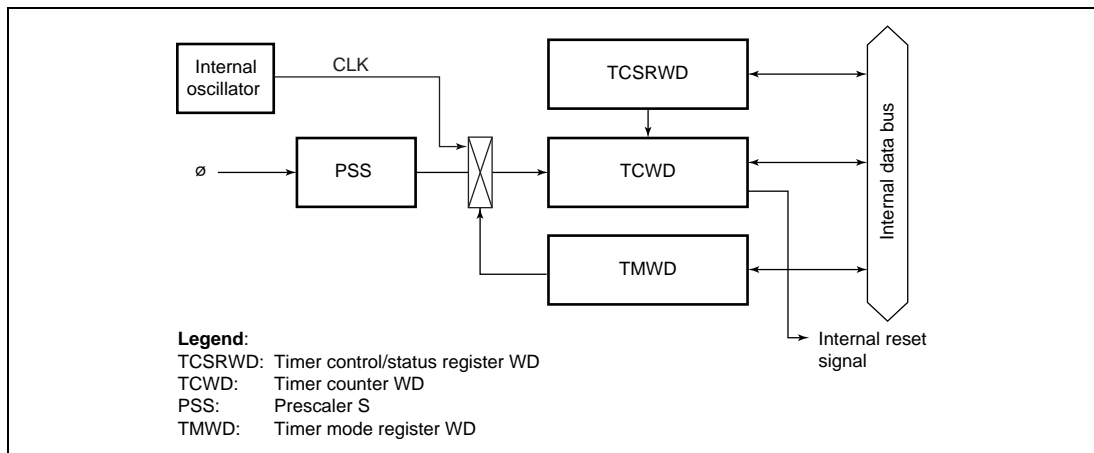 Internal
oscillator
CLK
TCSRWD
ø
PSS
TCWD
TMWD
Internal data bus
Internal reset
signal
Legend:
TCSRWD: Timer control/status register WD
TCWD: Timer counter WD
PSS: Prescaler S
TMWD: Timer mode register WD